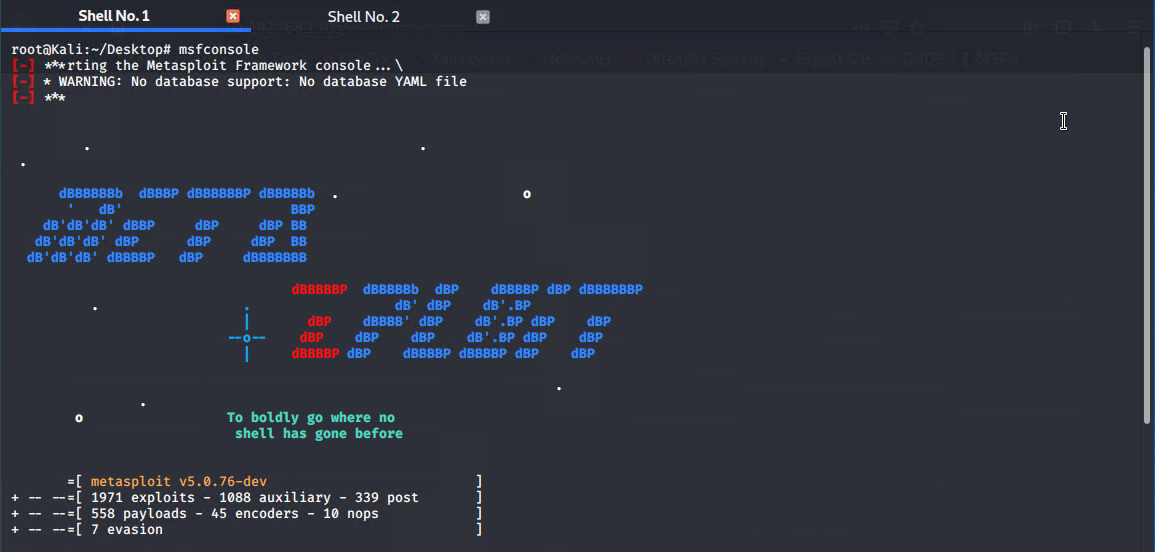 Shell No. 1
Shell No. 2
root@Kali:~/Desktop# msfconsole
[-] ***rting the Metasploit Framework console...\
[-] * WARNING: No database support: No database YAML file
[-] ***
dBBBBBBb  dBBBP dBBBBBBP dBBBBBb  .                       o
'   dB'                     BBP
dB'dB'dB' dBBP     dBP     dBP BB
dB'dB'dB' dBP      dBP     dBP  BB
dB'dB'dB' dBBBBP   dBP     dBBBBBBB
dBBBBBP  dBBBBBb  dBP    dBBBBP dBP dBBBBBBP
dB' dBP    dB'.BP
|       dBP    dBBBB' dBP    dB'.BP dBP    dBP
--o--    dBP    dBP    dBP    dB'.BP dBP    dBP
|     dBBBBP dBP    dBBBBP dBBBBP dBP    dBP
o                  To boldly go where no
shell has gone before
=[ metasploit v5.0.76-dev                          ]
+ -- --=[ 1971 exploits - 1088 auxiliary - 339 post       ]
+ -- --=[ 558 payloads - 45 encoders - 10 nops            ]
+ -- --=[ 7 evasion                                       ]